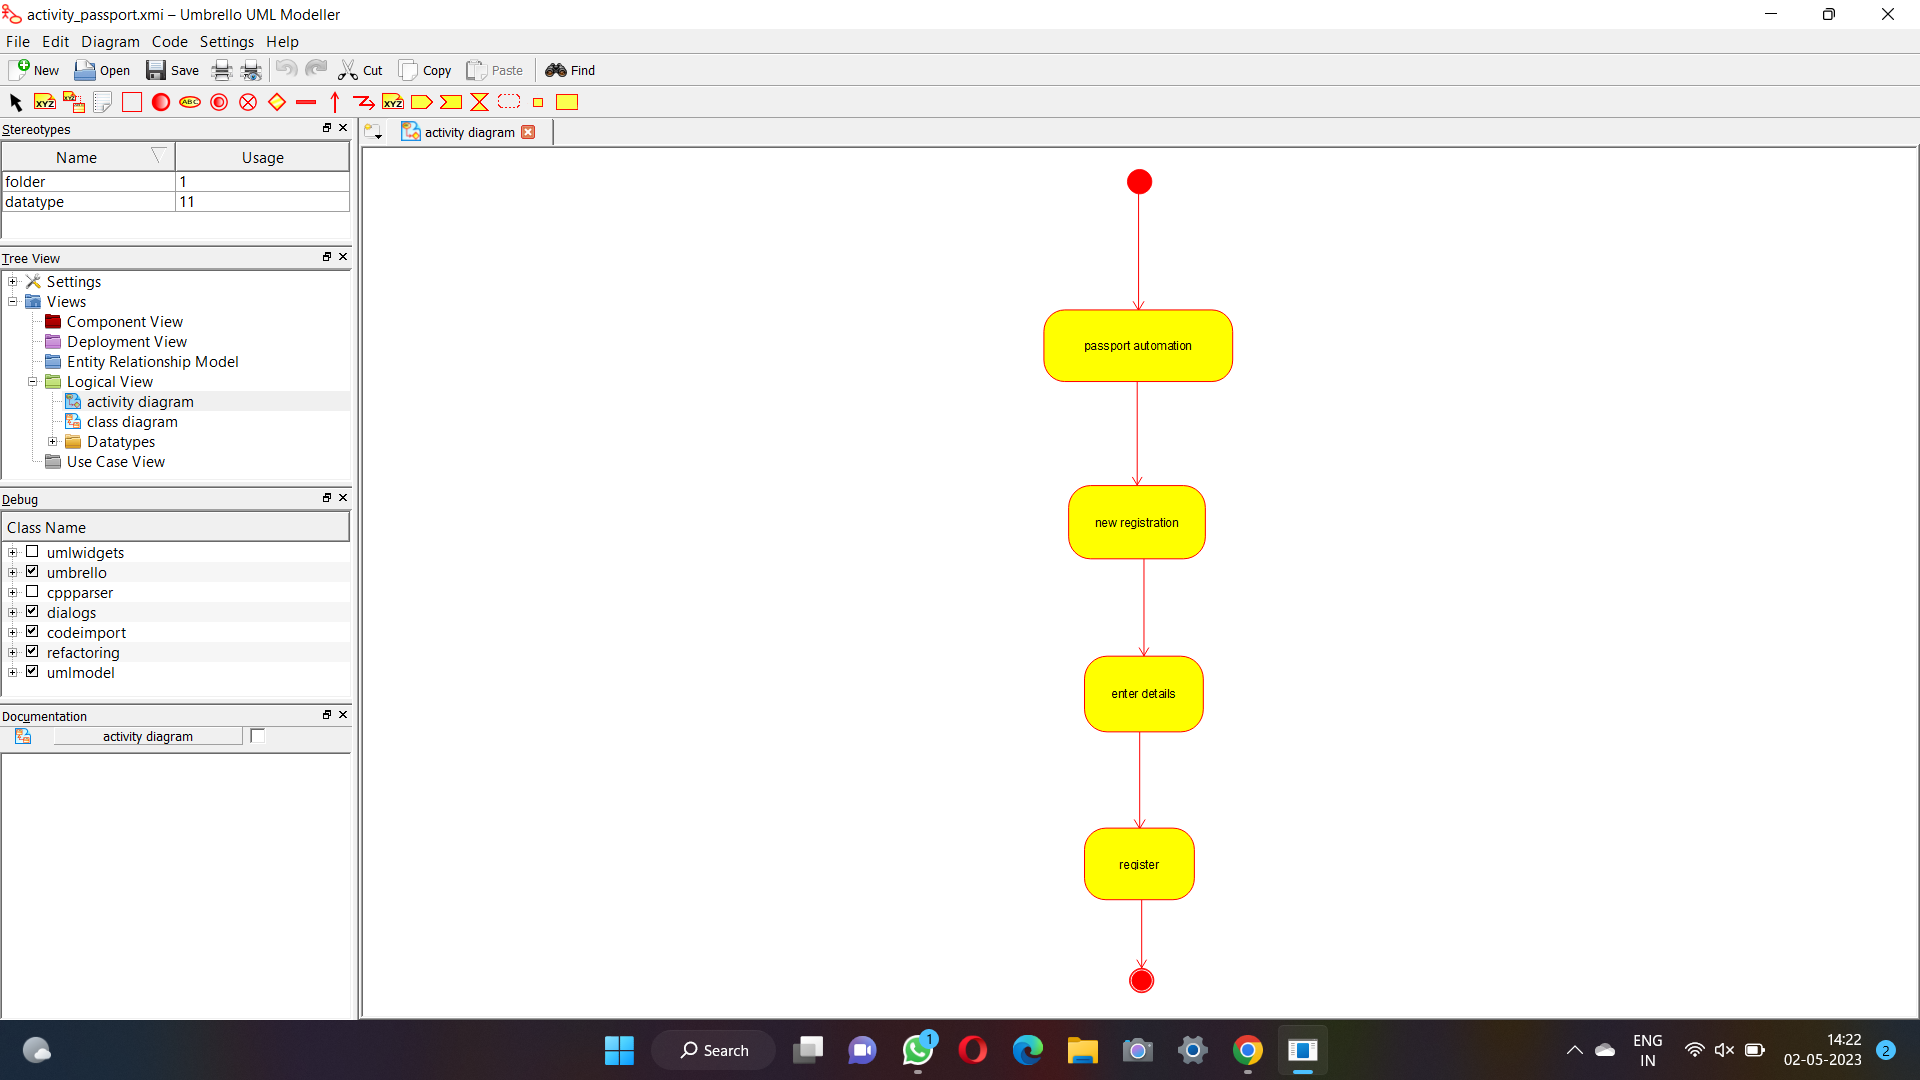 activity_passport.xmi – Umbrello UML Modeller
File Edit Diagram Code Settings Help
New Open Save Cut Copy Paste Find
XYZ XYZ ABC XYZ
Stereotypes
activity diagram
Name Usage
folder 1
datatype 11
Tree View
Settings
Views
Component View
Deployment View
Entity Relationship Model
Logical View
activity diagram
class diagram
Datatypes
Use Case View
Debug
Class Name
umlwidgets
umbrello
cppparser
dialogs
codeimport
refactoring
umlmodel
Documentation
activity diagram
passport automation
new registration
enter details
register
Search
1
ENG
IN
14:22
02-05-2023
2